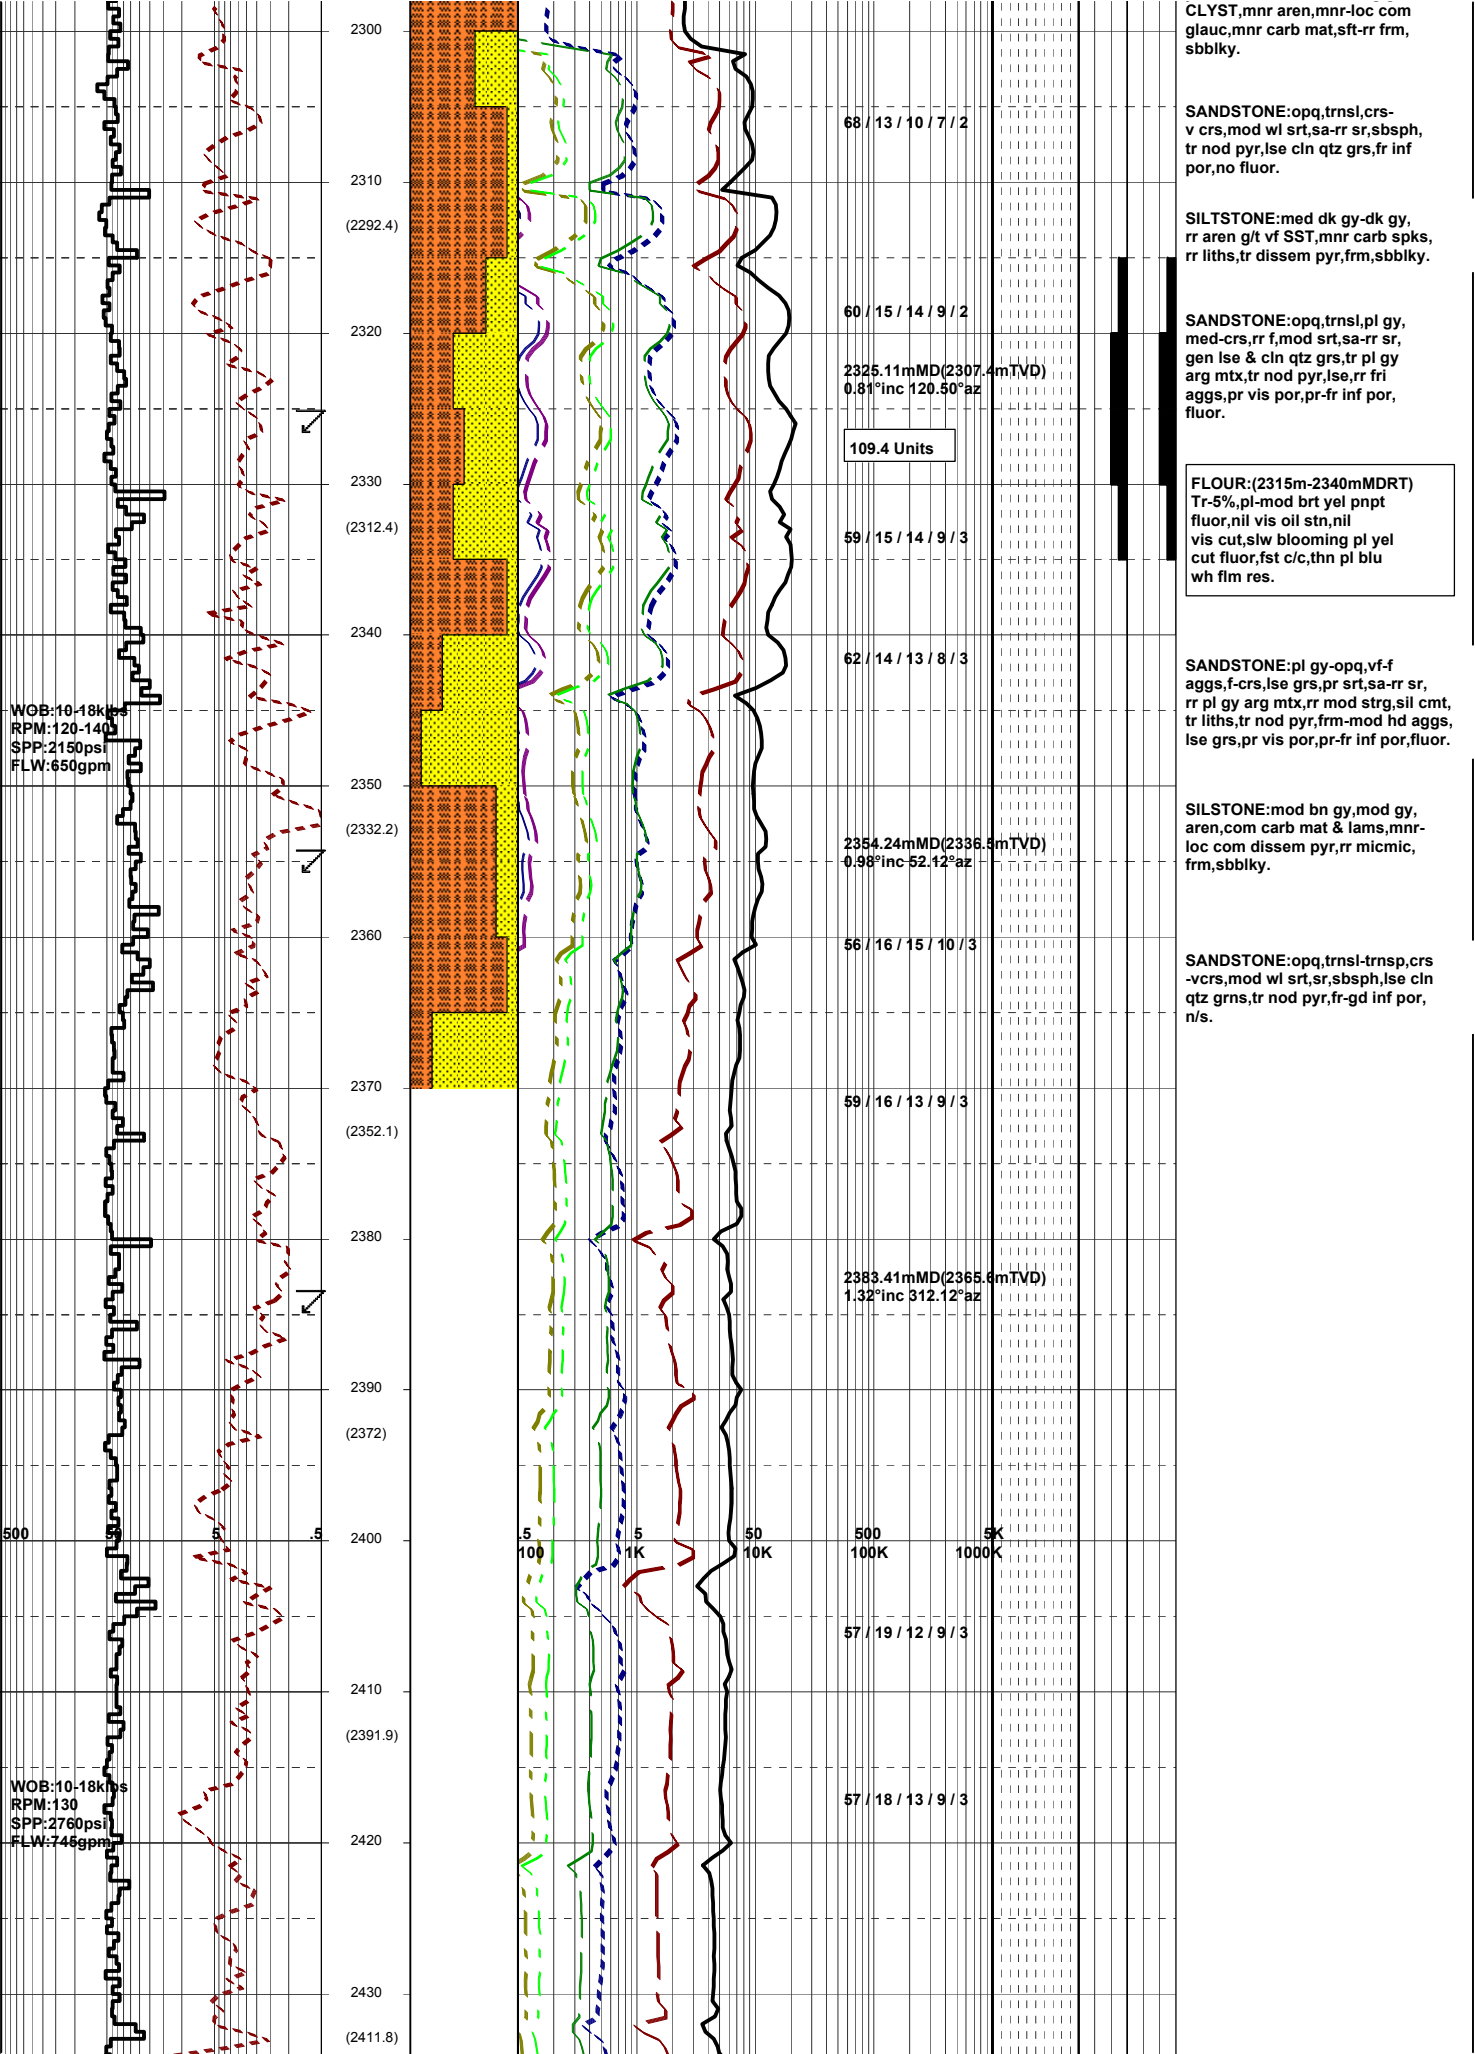 CLYST,mnr aren,mnr-loc com
glauc,mnr carb mat,sft-rr frm,
sbblky.
2300
SANDSTONE:opq,trnsl,crs-
v crs,mod wl srt,sa-rr sr,sbsph,
tr nod pyr,lse cln qtz grs,fr inf
por,no fluor.
68 / 13 / 10 / 7 / 2
2310
(2292.4)
SILTSTONE:med dk gy-dk gy,
rr aren g/t vf SST,mnr carb spks,
rr liths,tr dissem pyr,frm,sbblky.
60 / 15 / 14 / 9 / 2
2320
SANDSTONE:opq,trnsl,pl gy,
med-crs,rr f,mod srt,sa-rr sr,
gen lse & cln qtz grs,tr pl gy
arg mtx,tr nod pyr,lse,rr fri
aggs,pr vis por,pr-fr inf por,
fluor.
2325.11mMD(2307.4mTVD)
0.81°inc 120.50°az
109.4 Units
2330
(2312.4)
FLOUR:(2315m-2340mMDRT)
Tr-5%,pl-mod brt yel pnpt
fluor,nil vis oil stn,nil
vis cut,slw blooming pl yel
cut fluor,fst c/c,thn pl blu
wh flm res.
59 / 15 / 14 / 9 / 3
2340
62 / 14 / 13 / 8 / 3
SANDSTONE:pl gy-opq,vf-f
aggs,f-crs,lse grs,pr srt,sa-rr sr,
rr pl gy arg mtx,rr mod strg,sil cmt,
tr liths,tr nod pyr,frm-mod hd aggs,
lse grs,pr vis por,pr-fr inf por,fluor.
WOB:10-18klbs
RPM:120-140
SPP:2150psi
FLW:650gpm
2350
(2332.2)
SILSTONE:mod bn gy,mod gy,
aren,com carb mat & lams,mnr-
loc com dissem pyr,rr micmic,
frm,sbblky.
2354.24mMD(2336.5mTVD)
0.98°inc 52.12°az
2360
56 / 16 / 15 / 10 / 3
SANDSTONE:opq,trnsl-trnsp,crs
-vcrs,mod wl srt,sr,sbsph,lse cln
qtz grns,tr nod pyr,fr-gd inf por,
n/s.
2370
59 / 16 / 13 / 9 / 3
(2352.1)
2380
2383.41mMD(2365.6mTVD)
1.32°inc 312.12°az
2390
(2372)
500 50 5 .5
2400
.5 5 50 500 5K
100 1K 10K 100K 1000K
57 / 19 / 12 / 9 / 3
2410
(2391.9)
WOB:10-18klbs
RPM:130
SPP:2760psi
FLW:745gpm
57 / 18 / 13 / 9 / 3
2420
2430
(2411.8)